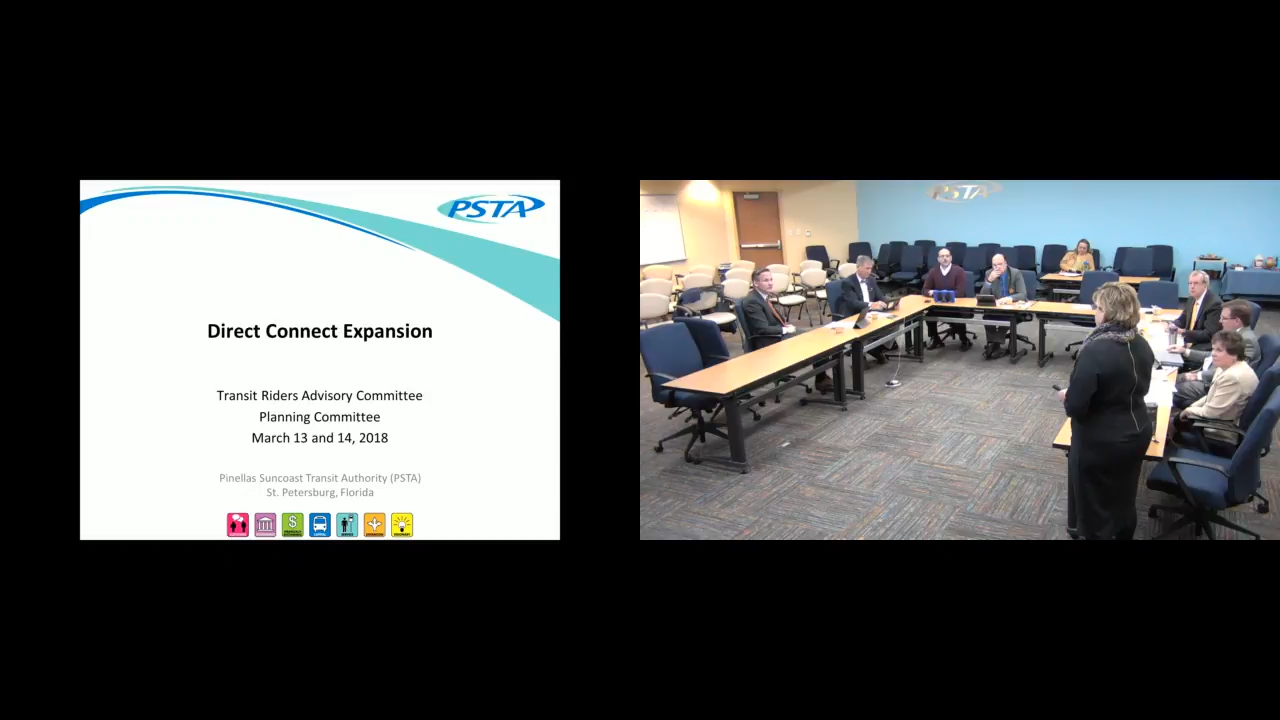 PSTA
Direct Connect Expansion
Transit Riders Advisory Committee
Planning Committee
March 13 and 14, 2018
Pinellas Suncoast Transit Authority (PSTA)
St. Petersburg, Florida
PSTA